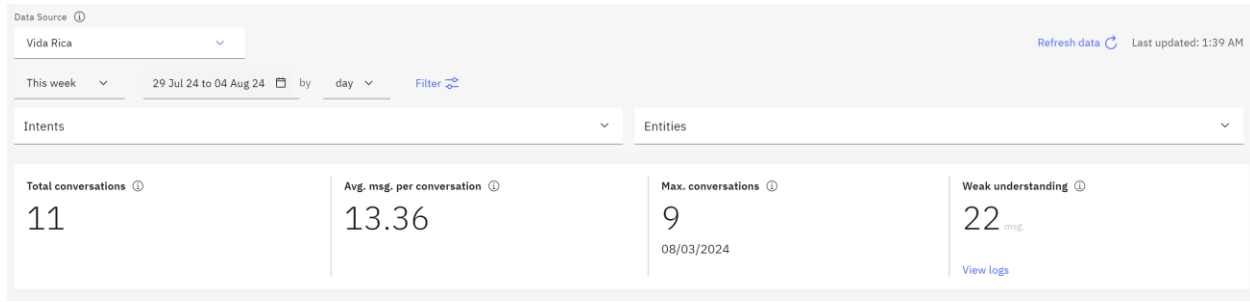 Data Source
Vida Rica
Refresh data Last updated: 1:39 AM
This week 29 Jul 24 to 04 Aug 24 by day Filter
Intents Entities
Total conversations Avg. msg. per conversation Max. conversations Weak understanding
11 13.36 9 22 msg.
08/03/2024
View logs